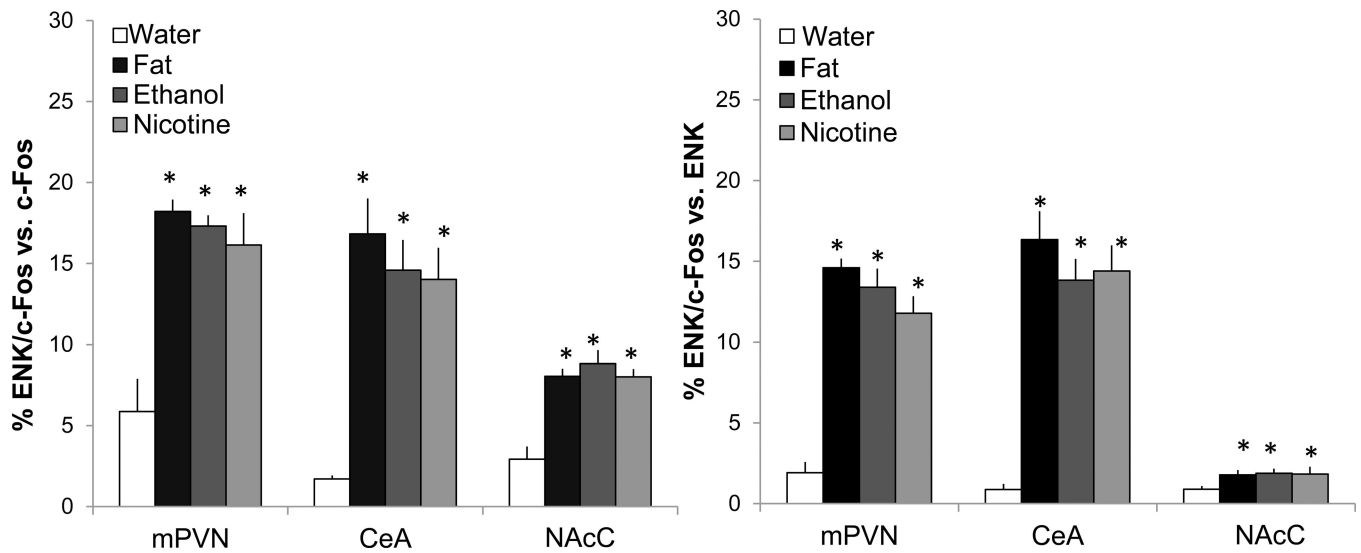 % ENK/c-Fos vs. c-Fos
30
25
20
15
10
5
0
Water
Fat
Ethanol
Nicotine
* * *
* * *
* * *
mPVN CeA NAcC
% ENK/c-Fos vs. ENK
30
25
20
15
10
5
0
Water
Fat
Ethanol
Nicotine
* * *
* * *
* * *
mPVN CeA NAcC